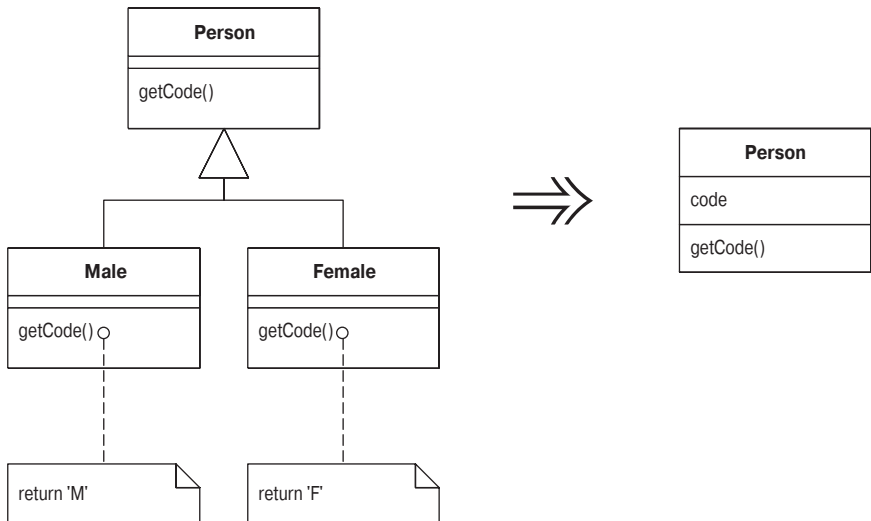 Person
getCode()
Person
code
getCode()
Male
Female
getCode()
getCode()
return 'M'
return 'F'